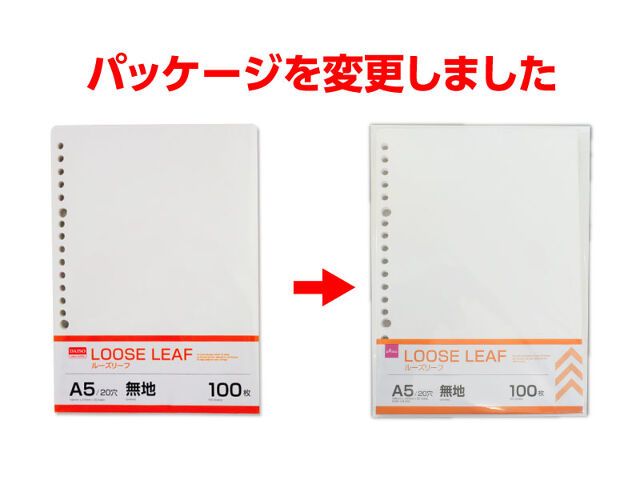 パッケージを変更しました
DAISO
LOOSE LEAF
ルーズリーフ
A5/20穴 無地 100枚
LOOSE LEAF
ルーズリーフ
A5/20穴 無地 100枚